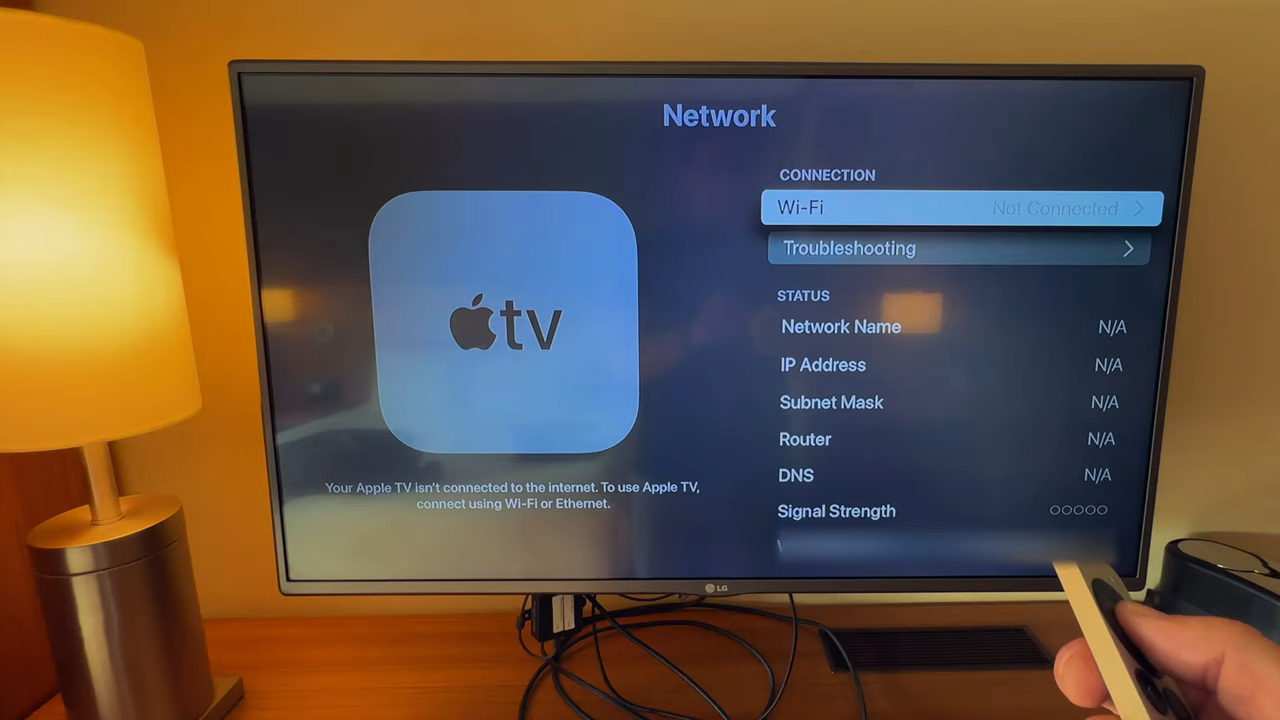 Network
CONNECTION
Wi-Fi Not Connected
Troubleshooting
STATUS
Network Name N/A
IP Address N/A
Subnet Mask N/A
Router N/A
DNS N/A
Signal Strength
tv
Your Apple TV isn't connected to the internet. To use Apple TV,
connect using Wi-Fi or Ethernet.
LG